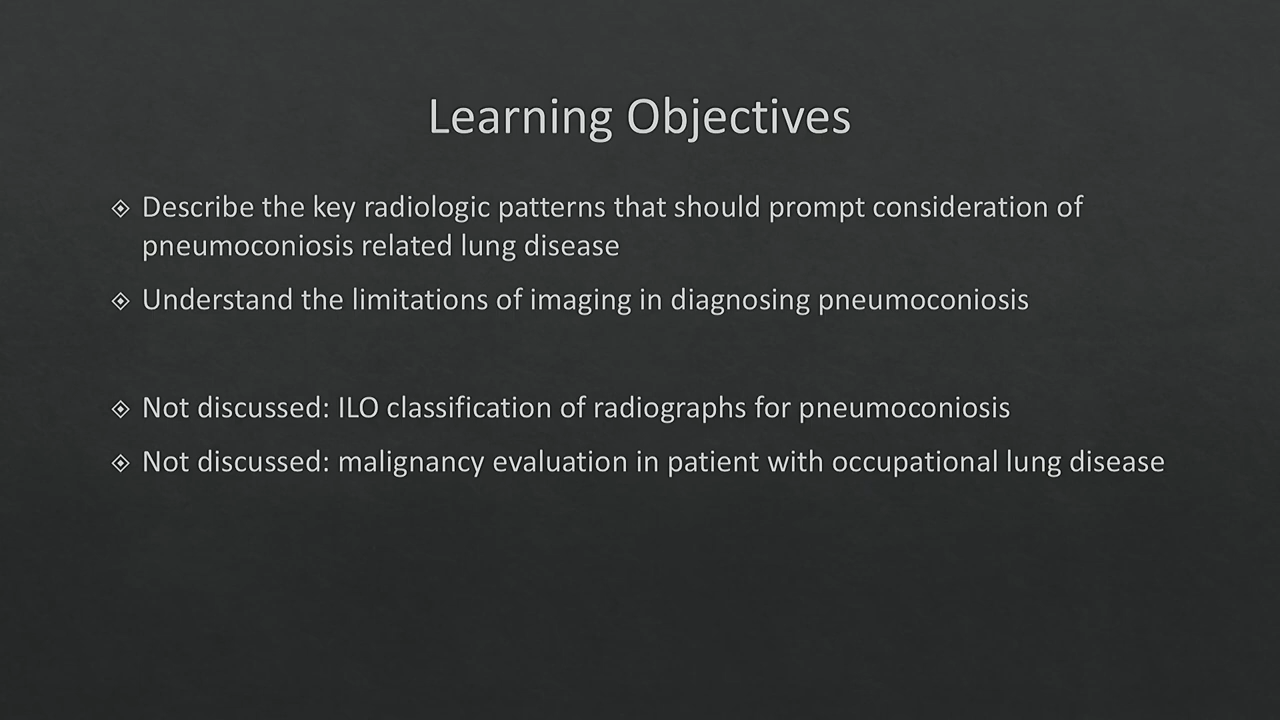 Learning Objectives
Describe the key radiologic patterns that should prompt consideration of
pneumoconiosis related lung disease
Understand the limitations of imaging in diagnosing pneumoconiosis
Not discussed: ILO classification of radiographs for pneumoconiosis
Not discussed: malignancy evaluation in patient with occupational lung disease